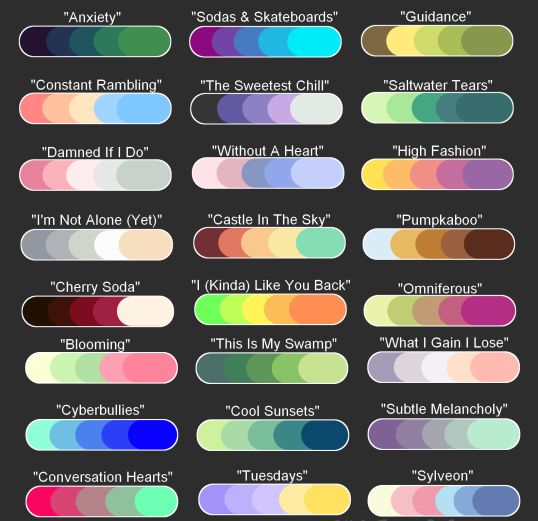 "Anxiety"
"Sodas & Skateboards"
"Guidance"
"Constant Rambling"
"The Sweetest Chill"
"Saltwater Tears"
"Damned If I Do"
"Without A Heart"
"High Fashion"
"I'm Not Alone (Yet)"
"Castle In The Sky"
"Pumpkaboo"
"Cherry Soda"
"I (Kinda) Like You Back"
"Omniferous"
"Blooming"
"This Is My Swamp"
"What I Gain I Lose"
"Cyberbullies"
"Cool Sunsets"
"Subtle Melancholy"
"Conversation Hearts"
"Tuesdays"
"Sylveon"